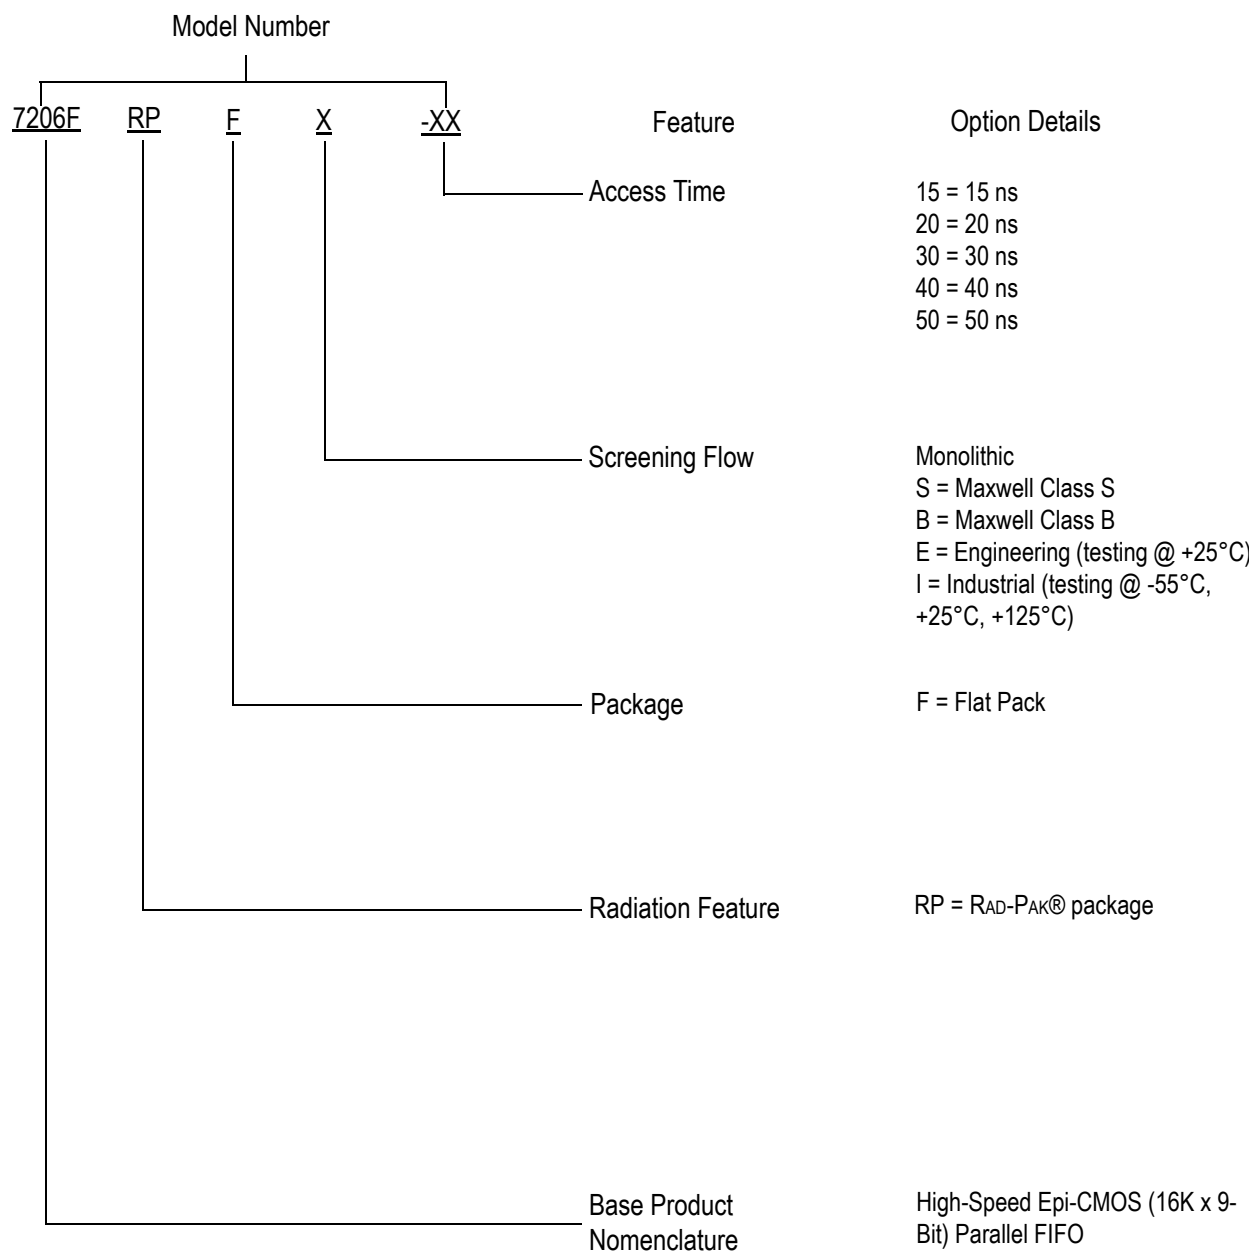 Model Number
7206F RP F X -XX Feature Option Details
Access Time 15 = 15 ns
20 = 20 ns
30 = 30 ns
40 = 40 ns
50 = 50 ns
Screening Flow Monolithic
S = Maxwell Class S
B = Maxwell Class B
E = Engineering (testing @ +25°C)
I = Industrial (testing @ -55°C,
+25°C, +125°C)
Package F = Flat Pack
Radiation Feature RP = RAD-PAK® package
Base Product High-Speed Epi-CMOS (16K x 9-
Nomenclature Bit) Parallel FIFO